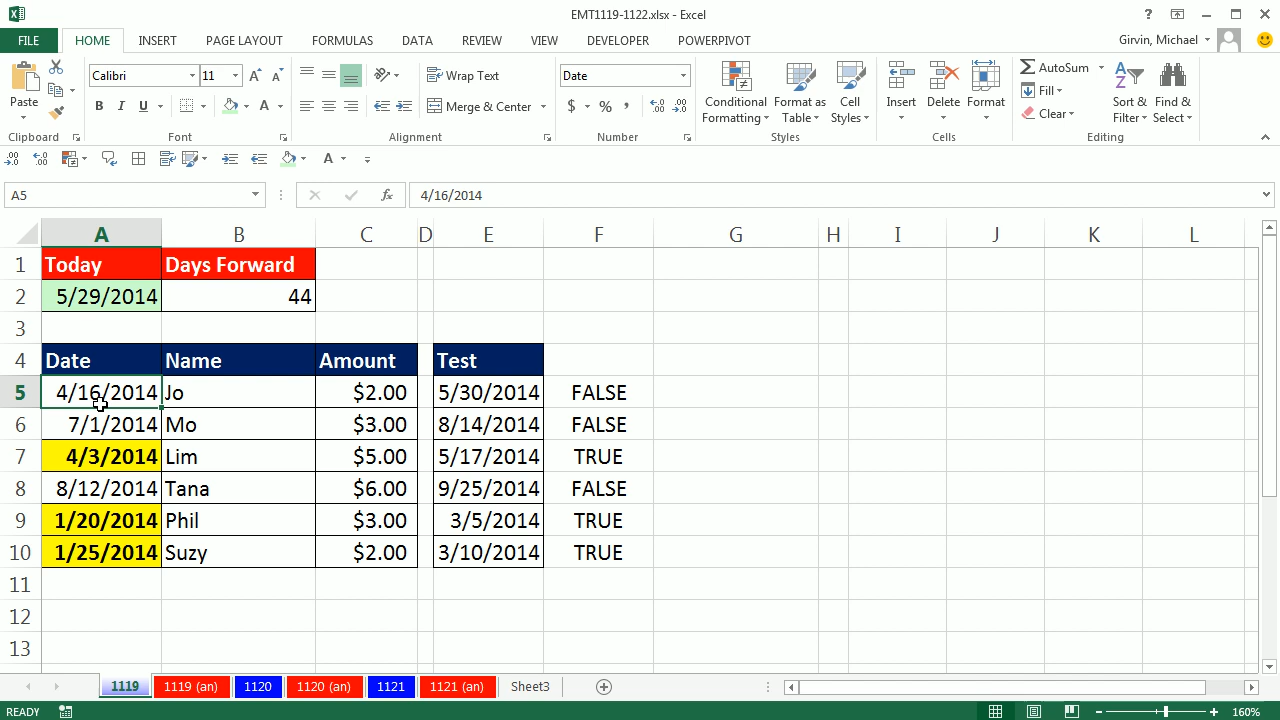 EMT1119-1122.xlsx - Excel
?
FILE HOME INSERT PAGE LAYOUT FORMULAS DATA REVIEW VIEW DEVELOPER POWERPIVOT Girvin, Michael
Paste
Calibri 11
B I U A
Wrap Text
Merge & Center
Date
$ % ,
Conditional Formatting
Format as Table
Cell Styles
Insert Delete Format
AutoSum
Fill
Clear
Sort & Filter
Find & Select
Clipboard Font Alignment Number Styles Cells Editing
A5 fx 4/16/2014
A B C D E F G H I J K L
1 Today Days Forward
2 5/29/2014 44
3
4 Date Name Amount Test
5 4/16/2014 Jo $2.00 5/30/2014 FALSE
6 7/1/2014 Mo $3.00 8/14/2014 FALSE
7 4/3/2014 Lim $5.00 5/17/2014 TRUE
8 8/12/2014 Tana $6.00 9/25/2014 FALSE
9 1/20/2014 Phil $3.00 3/5/2014 TRUE
10 1/25/2014 Suzy $2.00 3/10/2014 TRUE
11
12
13
1119 1119 (an) 1120 1120 (an) 1121 1121 (an) Sheet3
READY 160%